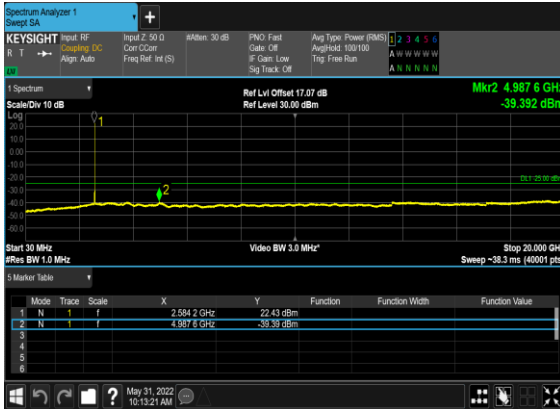 Spectrum Analyzer 1
Swept SA
+
KEYSIGHT Input: RF Input Z: 50 Ω #Atten: 30 dB PNO: Fast Avg Type: Power (RMS) 1 2 3 4 5 6
R T Coupling: DC Corr CCorr Gate: Off Avg|Hold: 100/100 A W W W W W
Align: Auto Freq Ref: Int (S) IF Gain: Low Trig: Free Run
Sig Track: Off A N N N N N
1 Spectrum
Ref Lvl Offset 17.07 dB Mkr2 4.987 6 GHz
Scale/Div 10 dB Ref Level 30.00 dBm -39.392 dBm
Log
1
20.0
10.0
0.00
-10.0
-20.0
DL1 -25.00 dBm
-30.0
2
-40.0
-50.0
-60.0
Start 30 MHz Video BW 3.0 MHz* Stop 20.000 GHz
#Res BW 1.0 MHz Sweep ~38.3 ms (40001 pts)
5 Marker Table
Mode Trace Scale X Y Function Function Width Function Value
1 N 1 f 2.584 2 GHz 22.43 dBm
2 N 1 f 4.987 6 GHz -39.39 dBm
3
4
5
6
? May 31, 2022
10:13:21 AM